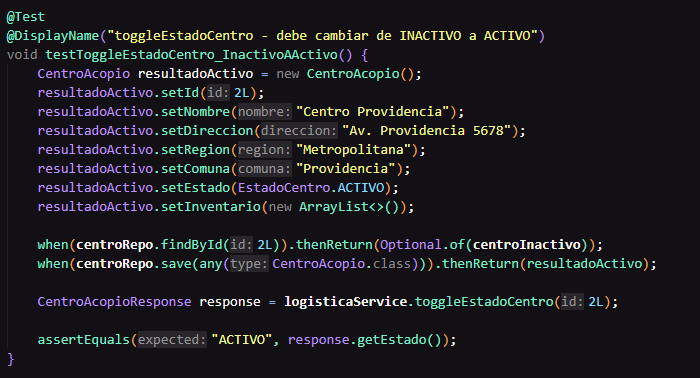 @Test
@DisplayName("toggleEstadoCentro - debe cambiar de INACTIVO a ACTIVO")
void testToggleEstadoCentro_InactivoAActivo() {
    CentroAcopio resultadoActivo = new CentroAcopio();
    resultadoActivo.setId(id: 2L);
    resultadoActivo.setNombre(nombre: "Centro Providencia");
    resultadoActivo.setDireccion(direccion: "Av. Providencia 5678");
    resultadoActivo.setRegion(region: "Metropolitana");
    resultadoActivo.setComuna(comuna: "Providencia");
    resultadoActivo.setEstado(EstadoCentro.ACTIVO);
    resultadoActivo.setInventario(new ArrayList<>());

    when(centroRepo.findById(id: 2L)).thenReturn(Optional.of(centroInactivo));
    when(centroRepo.save(any(type: CentroAcopio.class))).thenReturn(resultadoActivo);

    CentroAcopioResponse response = logisticaService.toggleEstadoCentro(id: 2L);

    assertEquals(expected: "ACTIVO", response.getEstado());
}